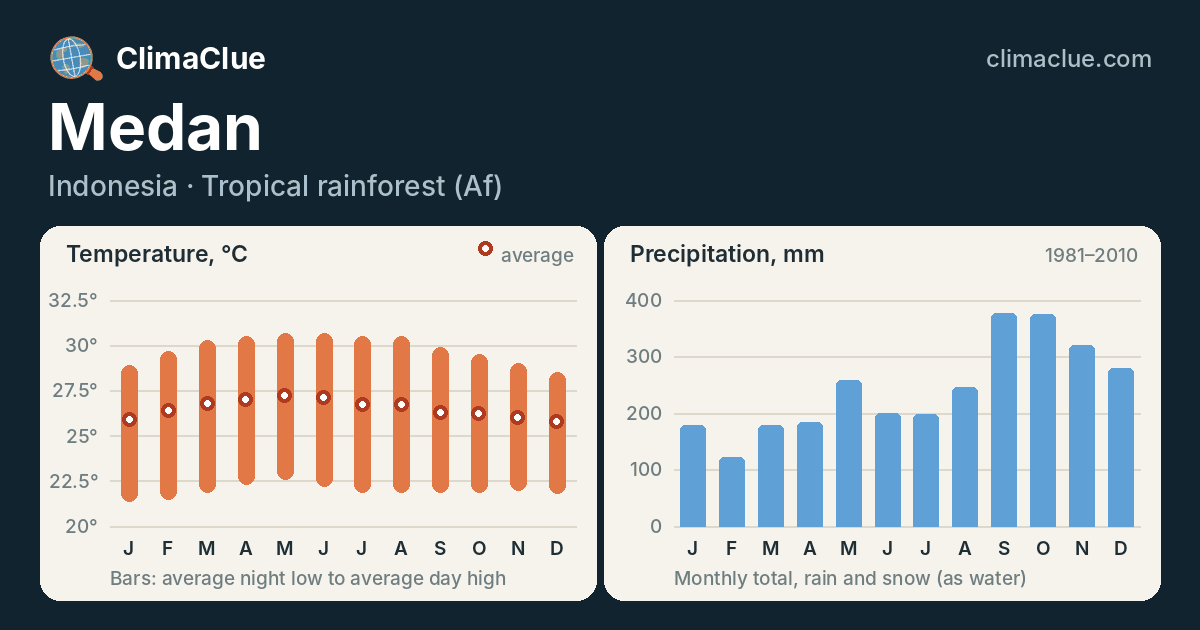 ClimaClue
climaclue.com
Medan
Indonesia · Tropical rainforest (Af)
Temperature, °C
average
32.5°
30°
27.5°
25°
22.5°
20°
J F M A M J J A S O N D
Bars: average night low to average day high
Precipitation, mm
1981–2010
400
300
200
100
0
J F M A M J J A S O N D
Monthly total, rain and snow (as water)